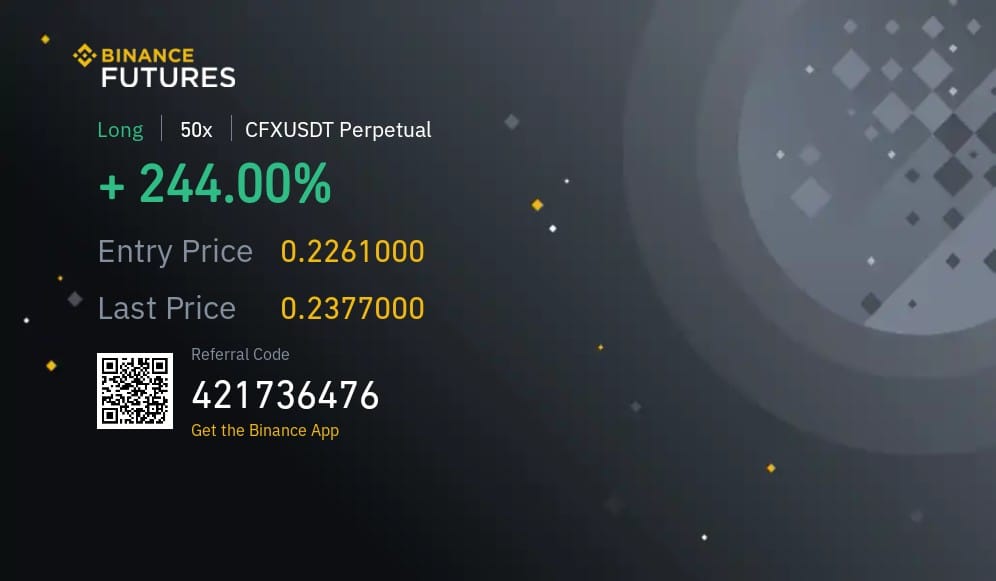 BINANCE
FUTURES
Long | 50x | CFXUSDT Perpetual
+ 244.00%
Entry Price 0.2261000
Last Price 0.2377000
Referral Code
421736476
Get the Binance App